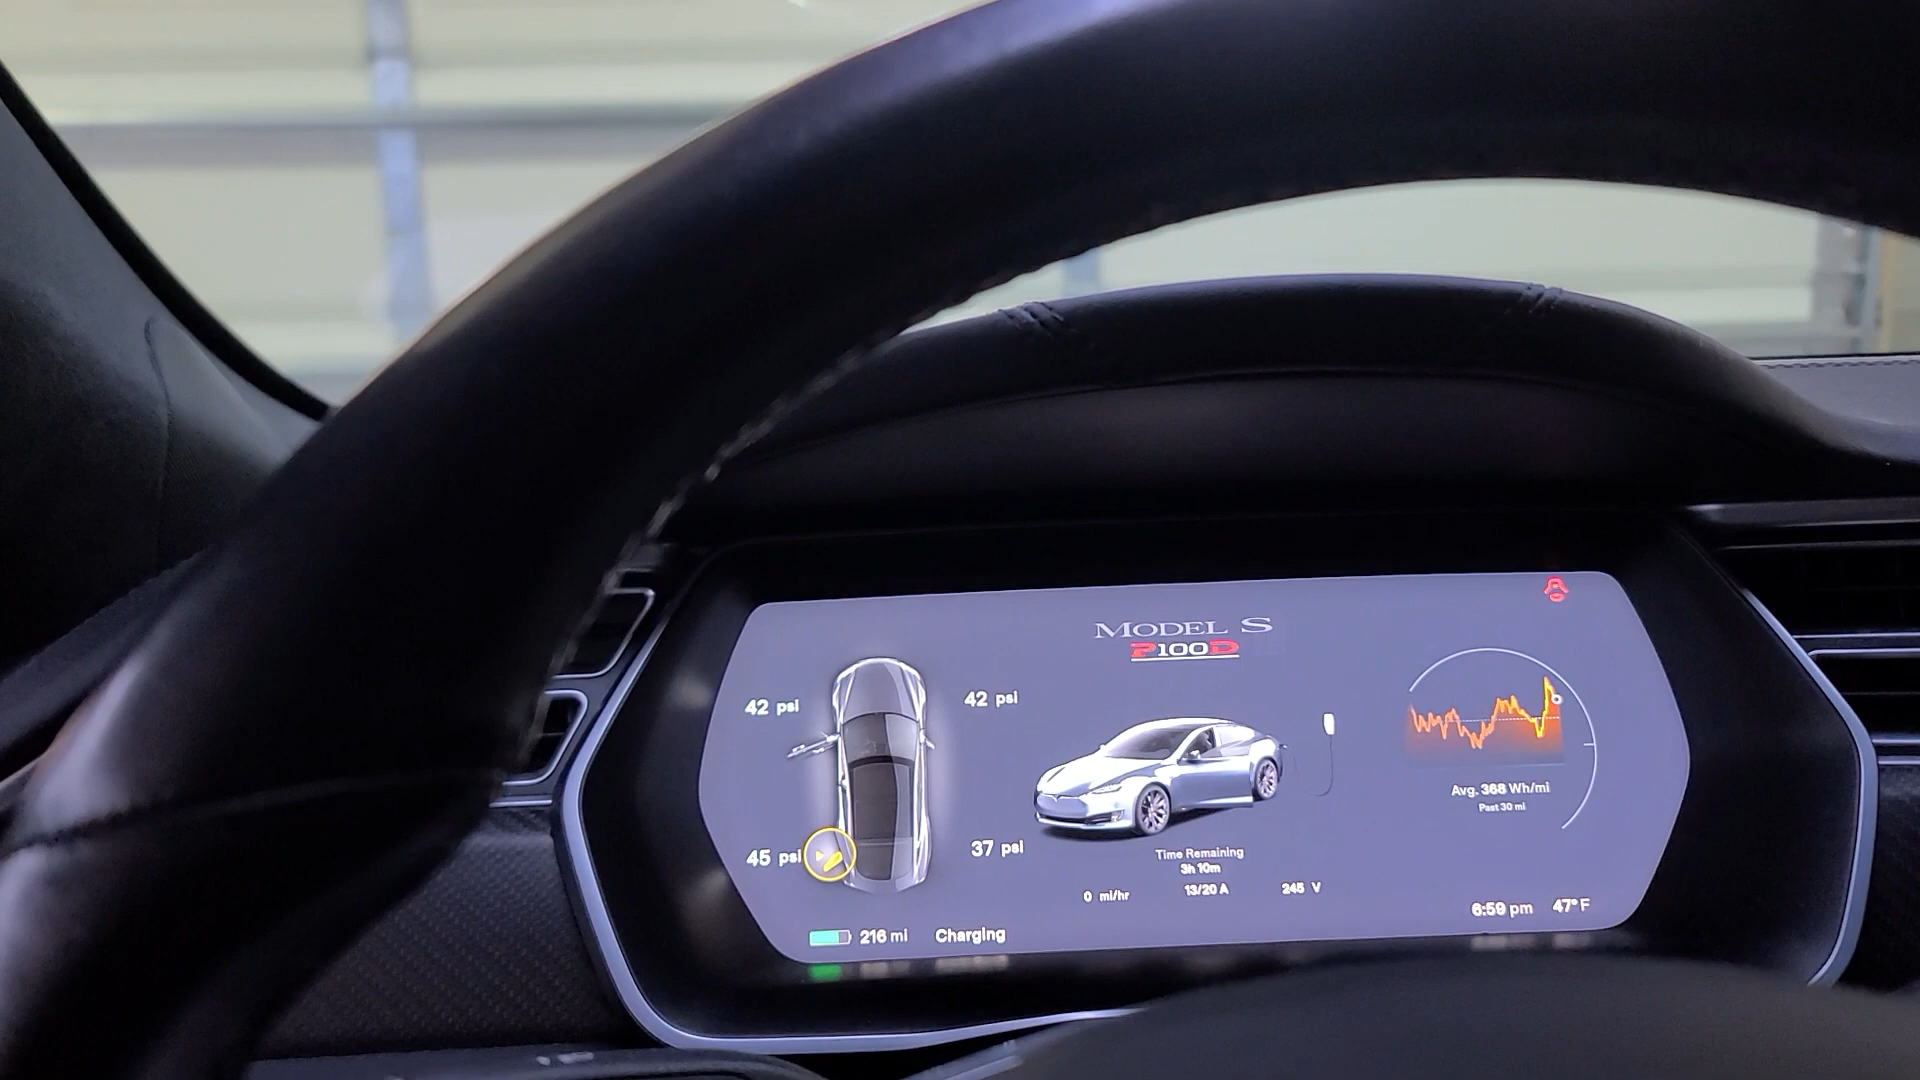 MODEL S
P100D
42 psi
42 psi
45 psi
37 psi
Avg. 368 Wh/mi
Past 30 mi
Time Remaining
3h 10m
0 mi/hr
13/20 A
245 V
6:59 pm
47°F
216 mi
Charging